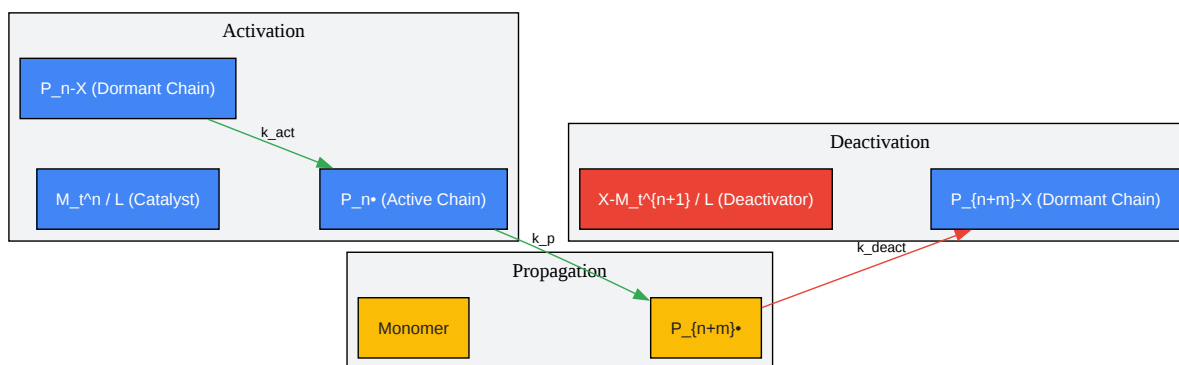 Activation
P_n-X (Dormant Chain)
k_act
M_t^n / L (Catalyst)
P_n• (Active Chain)
k_p
Propagation
Monomer
P_{n+m}•
Deactivation
X-M_t^{n+1} / L (Deactivator)
P_{n+m}-X (Dormant Chain)
k_deact